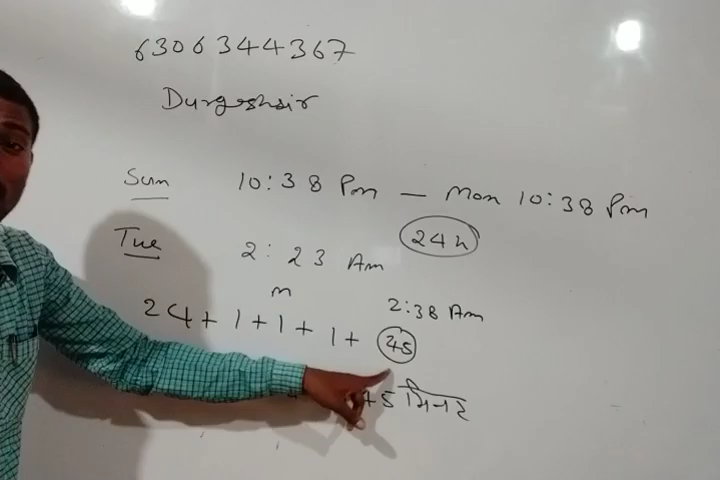 6306344367
Durgeshsir
Sun 10:38 Pm — Mon 10:38 Pm
24h
Tue 2:23 Am
m 2:38 Am
24+1+1+1+ 45
45 मिनट